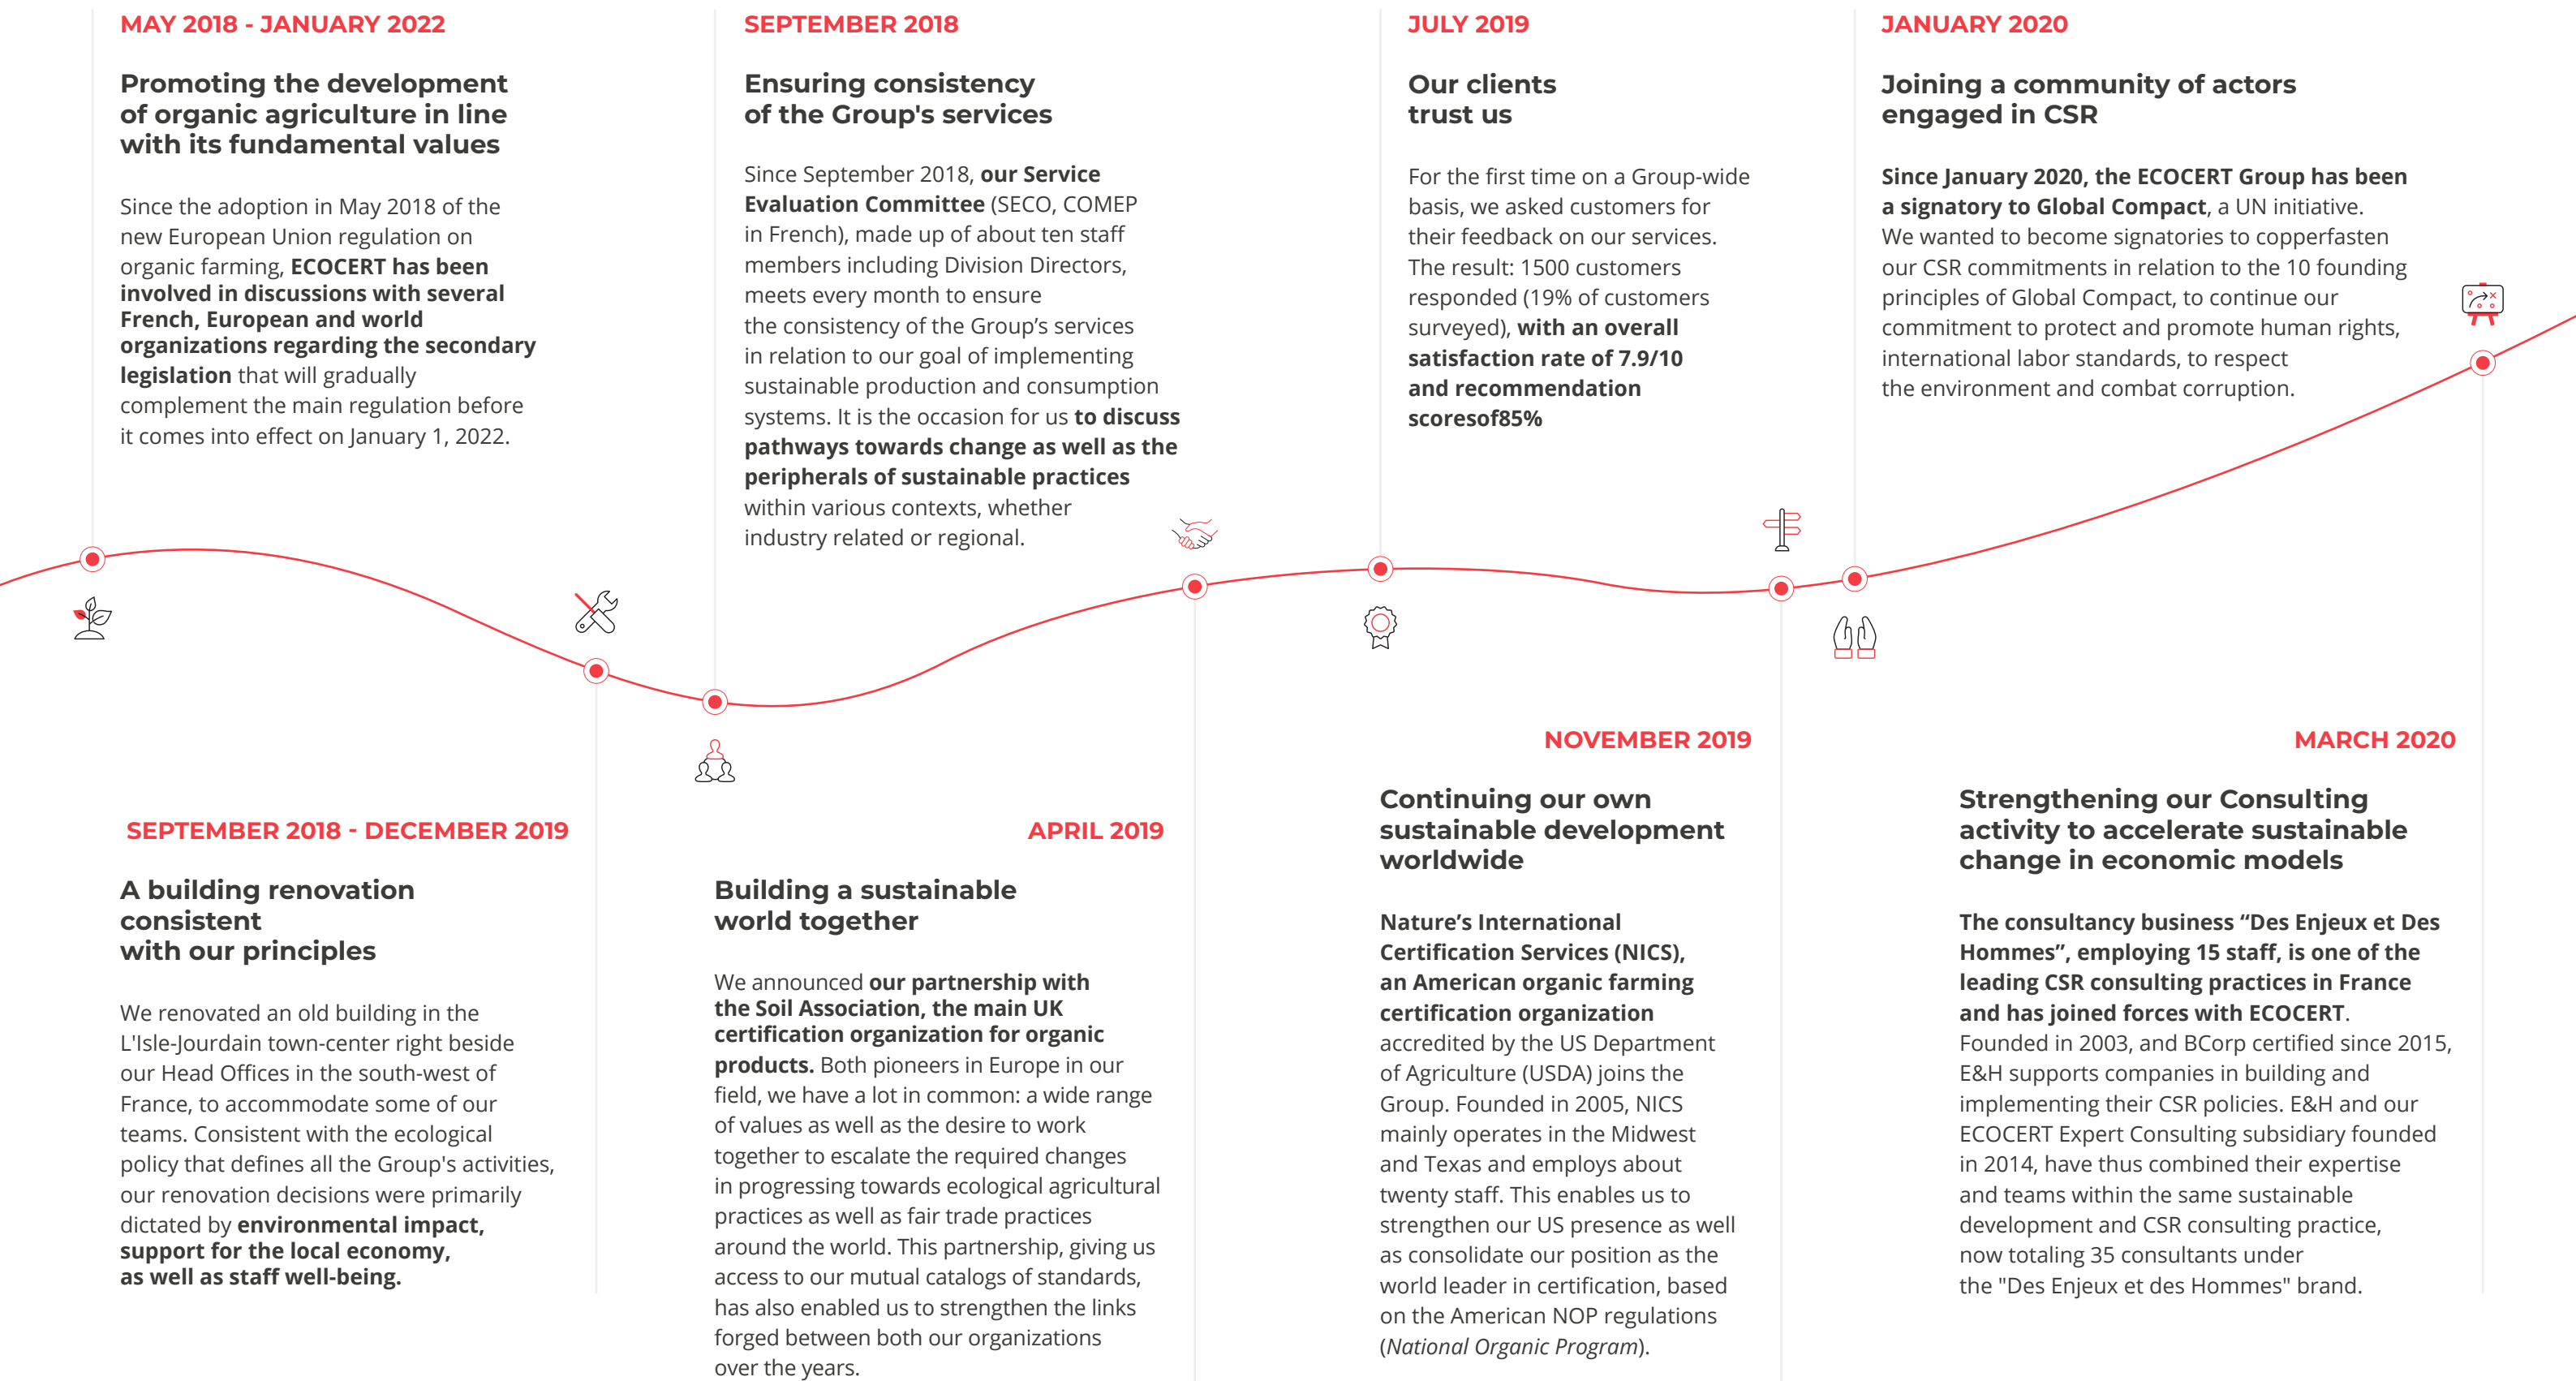 MAY 2018 - JANUARY 2022
Promoting the development
of organic agriculture in line
with its fundamental values
Since the adoption in May 2018 of the
new European Union regulation on
organic farming, ECOCERT has been
involved in discussions with several
French, European and world
organizations regarding the secondary
legislation that will gradually
complement the main regulation before
it comes into effect on January 1, 2022.
SEPTEMBER 2018 - DECEMBER 2019
A building renovation
consistent
with our principles
We renovated an old building in the
L'Isle-Jourdain town-center right beside
our Head Offices in the south-west of
France, to accommodate some of our
teams. Consistent with the ecological
policy that defines all the Group's activities,
our renovation decisions were primarily
dictated by environmental impact,
support for the local economy,
as well as staff well-being.
SEPTEMBER 2018
Ensuring consistency
of the Group's services
Since September 2018, our Service
Evaluation Committee (SECO, COMEP
in French), made up of about ten staff
members including Division Directors,
meets every month to ensure
the consistency of the Group’s services
in relation to our goal of implementing
sustainable production and consumption
systems. It is the occasion for us to discuss
pathways towards change as well as the
peripherals of sustainable practices
within various contexts, whether
industry related or regional.
APRIL 2019
Building a sustainable
world together
We announced our partnership with
the Soil Association, the main UK
certification organization for organic
products. Both pioneers in Europe in our
field, we have a lot in common: a wide range
of values as well as the desire to work
together to escalate the required changes
in progressing towards ecological agricultural
practices as well as fair trade practices
around the world. This partnership, giving us
access to our mutual catalogs of standards,
has also enabled us to strengthen the links
forged between both our organizations
over the years.
JULY 2019
Our clients
trust us
For the first time on a Group-wide
basis, we asked customers for
their feedback on our services.
The result: 1500 customers
responded (19% of customers
surveyed), with an overall
satisfaction rate of 7.9/10
and recommendation
scoresof85%
NOVEMBER 2019
Continuing our own
sustainable development
worldwide
Nature’s International
Certification Services (NICS),
an American organic farming
certification organization
accredited by the US Department
of Agriculture (USDA) joins the
Group. Founded in 2005, NICS
mainly operates in the Midwest
and Texas and employs about
twenty staff. This enables us to
strengthen our US presence as well
as consolidate our position as the
world leader in certification, based
on the American NOP regulations
(National Organic Program).
JANUARY 2020
Joining a community of actors
engaged in CSR
Since January 2020, the ECOCERT Group has been
a signatory to Global Compact, a UN initiative.
We wanted to become signatories to copperfasten
our CSR commitments in relation to the 10 founding
principles of Global Compact, to continue our
commitment to protect and promote human rights,
international labor standards, to respect
the environment and combat corruption.
MARCH 2020
Strengthening our Consulting
activity to accelerate sustainable
change in economic models
The consultancy business “Des Enjeux et Des
Hommes”, employing 15 staff, is one of the
leading CSR consulting practices in France
and has joined forces with ECOCERT.
Founded in 2003, and BCorp certified since 2015,
E&H supports companies in building and
implementing their CSR policies. E&H and our
ECOCERT Expert Consulting subsidiary founded
in 2014, have thus combined their expertise
and teams within the same sustainable
development and CSR consulting practice,
now totaling 35 consultants under
the "Des Enjeux et des Hommes" brand.